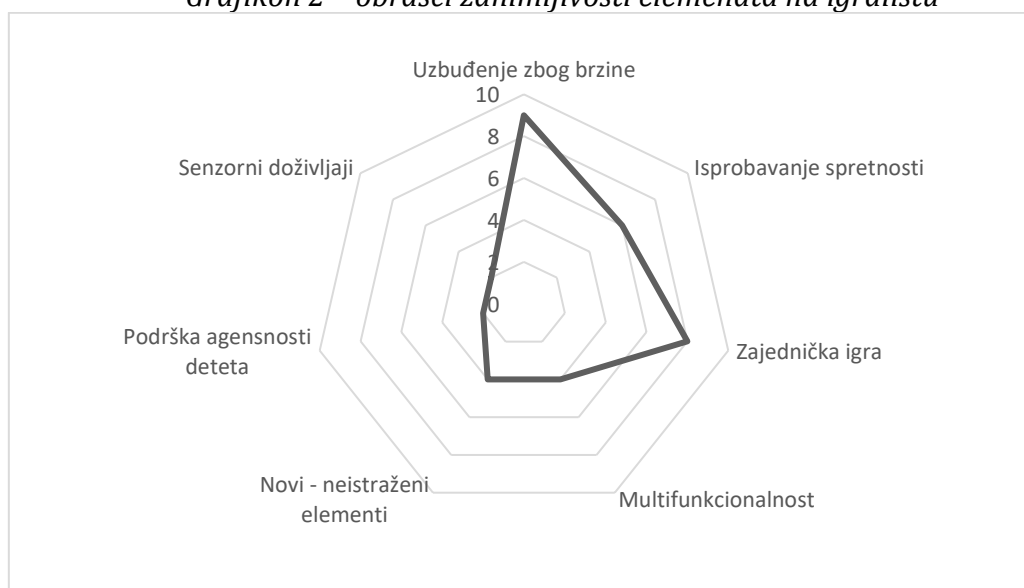 Grafikon 2 – obrasci zanimljivosti elemenata na igralištu
Uzbuđenje zbog brzine
10
8
6
4
2
0
Senzorni doživljaji
Isprobavanje spretnosti
Podrška agensnosti
deteta
Zajednička igra
Novi - neistraženi
elementi
Multifunkcionalnost